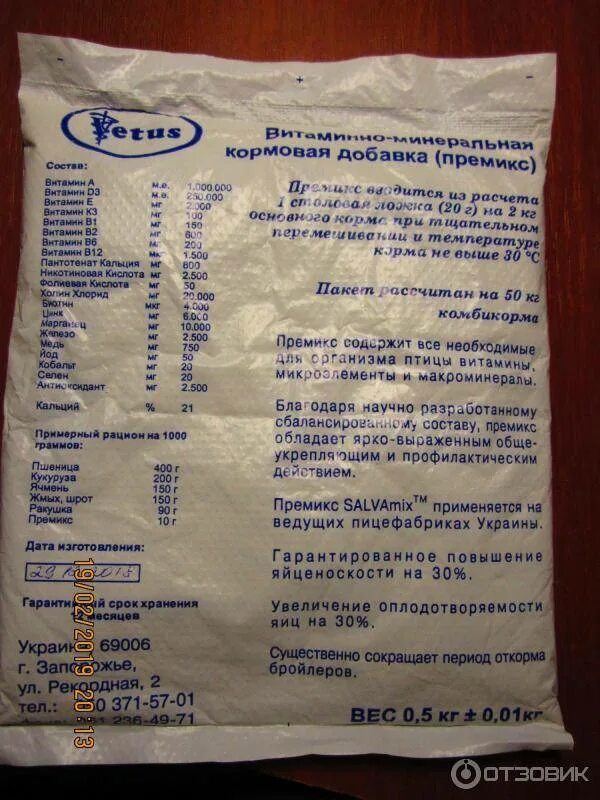 Vetus
Витаминно-минеральная
кормовая добавка (премикс)
Состав:
Витамин А м.е. 1.000.000
Витамин D3 м.е. 250.000
Витамин Е мг 2.000
Витамин К3 мг 100
Витамин В1 мг 150
Витамин В2 мг 600
Витамин В6 мг 200
Витамин В12 мкг 1.500
Пантотенат Кальция мг 600
Никотиновая Кислота мг 2.500
Фолиевая Кислота мг 50
Холин Хлорид мг 20.000
Биотин мкг 4.000
Цинк мг 6.000
Марганец мг 10.000
Железо мг 2.500
Медь мг 750
Йод мг 50
Кобальт мг 20
Селен мг 20
Антиоксидант мг 2.500
Кальций % 21
Примерный рацион на 1000
граммов:
Пшеница 400 г
Кукуруза 200 г
Ячмень 150 г
Жмых, шрот 150 г
Ракушка 90 г
Премикс 10 г
Дата изготовления:
29
Гарантийный срок хранения
месяцев
Украина 69006
г. Запорожье,
ул. Рекордная, 2
тел.: 371-57-01
236-49-71
Премикс вводится из расчета
1 столовая ложка (20 г) на 2 кг
основного корма при тщательном
перемешивании и температуре
корма не выше 30 °С
Пакет рассчитан на 50 кг
комбикорма
Премикс содержит все необходимые
для организма птицы витамины,
микроэлементы и макроминералы.
Благодаря научно разработанному
сбалансированному составу, премикс
обладает ярко-выраженным обще-
укрепляющим и профилактическим
действием.
Премикс SALVAmix™ применяется на
ведущих пицефабриках Украины.
Гарантированное повышение
яйценоскости на 30%.
Увеличение оплодотворяемости
яиц на 30%.
Существенно сокращает период откорма
бройлеров.
ВЕС 0,5 кг ± 0,01кг
19/02/2019 20:13
ОТЗОВИК